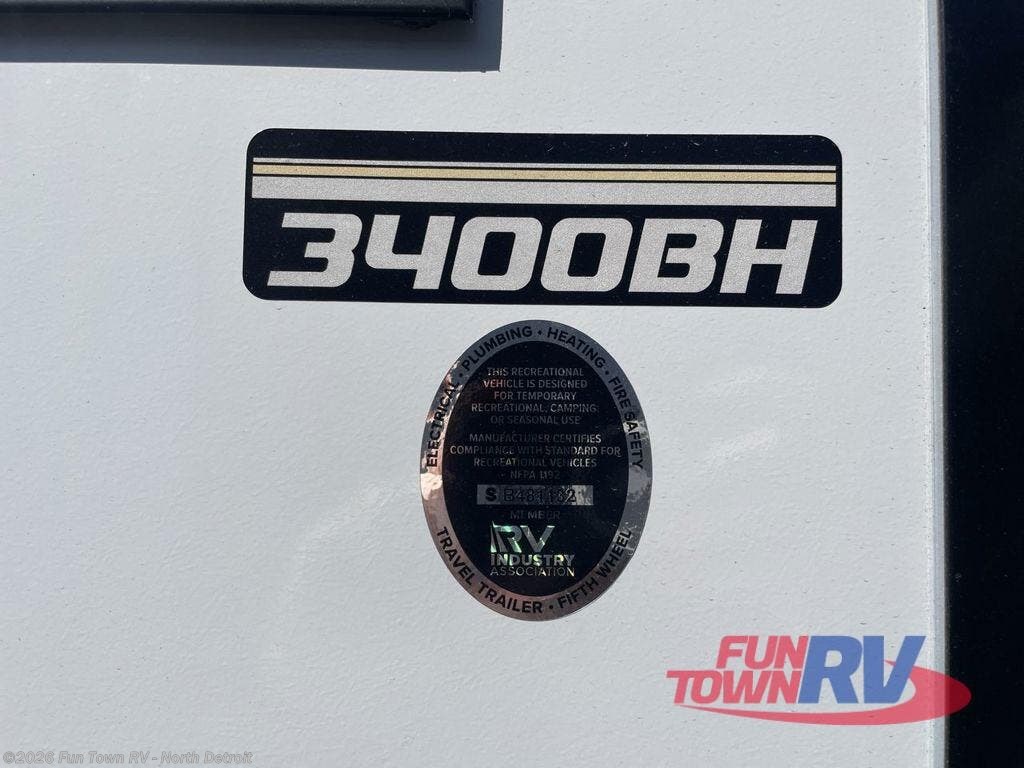 3400BH
ELECTRICAL • PLUMBING • HEATING • FIRE SAFETY
THIS RECREATIONAL
VEHICLE IS DESIGNED
FOR TEMPORARY
RECREATIONAL, CAMPING,
OR SEASONAL USE
MANUFACTURER CERTIFIES
COMPLIANCE WITH STANDARD FOR
RECREATIONAL VEHICLES
- NFPA 1192
S B481132
- MEMBER -
RV
INDUSTRY
ASSOCIATION
TRAVEL TRAILER • FIFTH WHEEL
FUN
TOWN RV
©2026 Fun Town RV - North Detroit